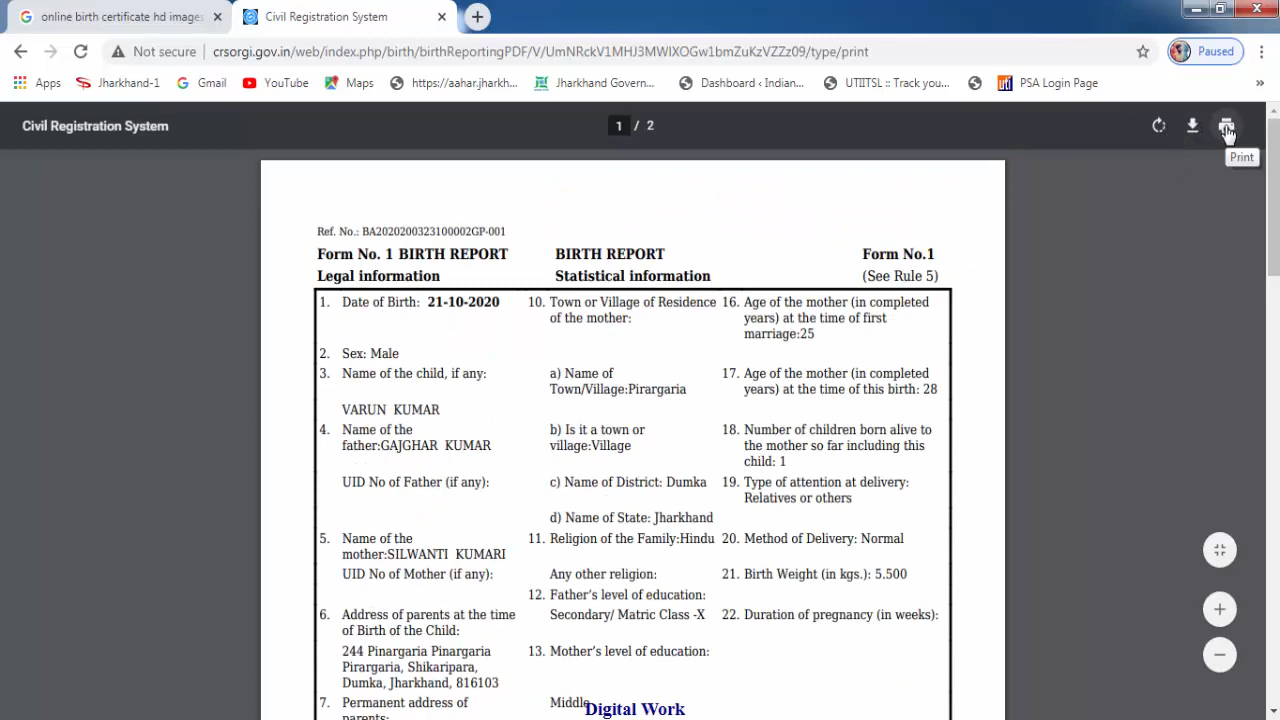 online birth certificate hd images
Civil Registration System
Not secure
crsorgi.gov.in/web/index.php/birth/birthReportingPDF/V/UmNRckV1MHJ3MWlXOGw1bmZuKzVZZz09/type/print
Paused
Apps
Jharkhand-1
Gmail
YouTube
Maps
https://aahar.jharkh...
Jharkhand Govern...
Dashboard ‹ Indian...
UTIITSL :: Track you...
uti
PSA Login Page
»
Civil Registration System
1 / 2
Print
Ref. No.: BA2020200323100002GP-001
Form No. 1 BIRTH REPORT
BIRTH REPORT
Form No.1
Legal information
Statistical information
(See Rule 5)
1. Date of Birth: 21-10-2020
2. Sex: Male
3. Name of the child, if any:
VARUN KUMAR
4. Name of the
father:GAJGHAR KUMAR
UID No of Father (if any):
5. Name of the
mother:SILWANTI KUMARI
UID No of Mother (if any):
6. Address of parents at the time
of Birth of the Child:
244 Pinargaria Pinargaria
Pirargaria, Shikaripara,
Dumka, Jharkhand, 816103
7. Permanent address of
parents:
10. Town or Village of Residence
of the mother:
a) Name of
Town/Village:Pirargaria
b) Is it a town or
village:Village
c) Name of District: Dumka
d) Name of State: Jharkhand
11. Religion of the Family:Hindu
Any other religion:
12. Father's level of education:
Secondary/ Matric Class -X
13. Mother's level of education:
Middle
16. Age of the mother (in completed
years) at the time of first
marriage:25
17. Age of the mother (in completed
years) at the time of this birth: 28
18. Number of children born alive to
the mother so far including this
child: 1
19. Type of attention at delivery:
Relatives or others
20. Method of Delivery: Normal
21. Birth Weight (in kgs.): 5.500
22. Duration of pregnancy (in weeks):
Digital Work